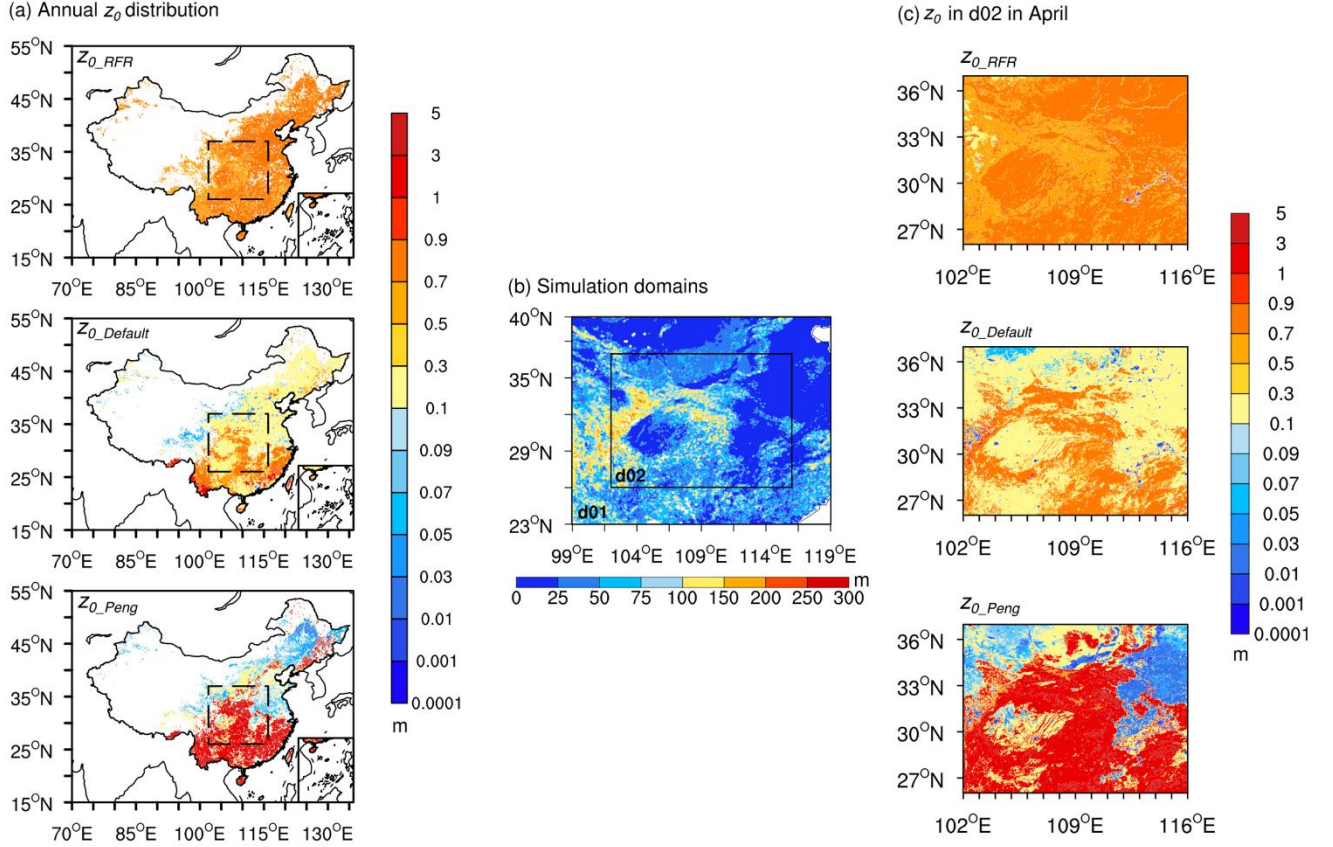 (a) Annual z₀ distribution
z₀_RFR
55°N
45°N
35°N
25°N
15°N
70°E 85°E 100°E 115°E 130°E
z₀_Default
55°N
45°N
35°N
25°N
15°N
70°E 85°E 100°E 115°E 130°E
z₀_Peng
55°N
45°N
35°N
25°N
15°N
70°E 85°E 100°E 115°E 130°E
5
3
1
0.9
0.7
0.5
0.3
0.1
0.09
0.07
0.05
0.03
0.01
0.001
0.0001
m
(b) Simulation domains
40°N
35°N
29°N
23°N
d02
d01
99°E 104°E 109°E 114°E 119°E
m
0 25 50 75 100 150 200 250 300
(c) z₀ in d02 in April
z₀_RFR
36°N
33°N
30°N
27°N
102°E 109°E 116°E
z₀_Default
36°N
33°N
30°N
27°N
102°E 109°E 116°E
z₀_Peng
36°N
33°N
30°N
27°N
102°E 109°E 116°E
5
3
1
0.9
0.7
0.5
0.3
0.1
0.09
0.07
0.05
0.03
0.01
0.001
0.0001
m